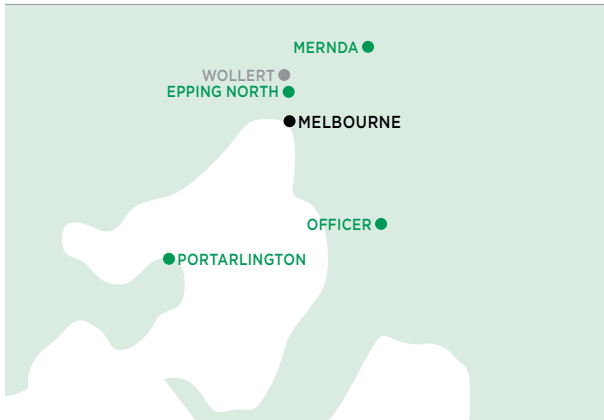 MERNDA
WOLLERT
EPPING NORTH
MELBOURNE
OFFICER
PORTARLINGTON